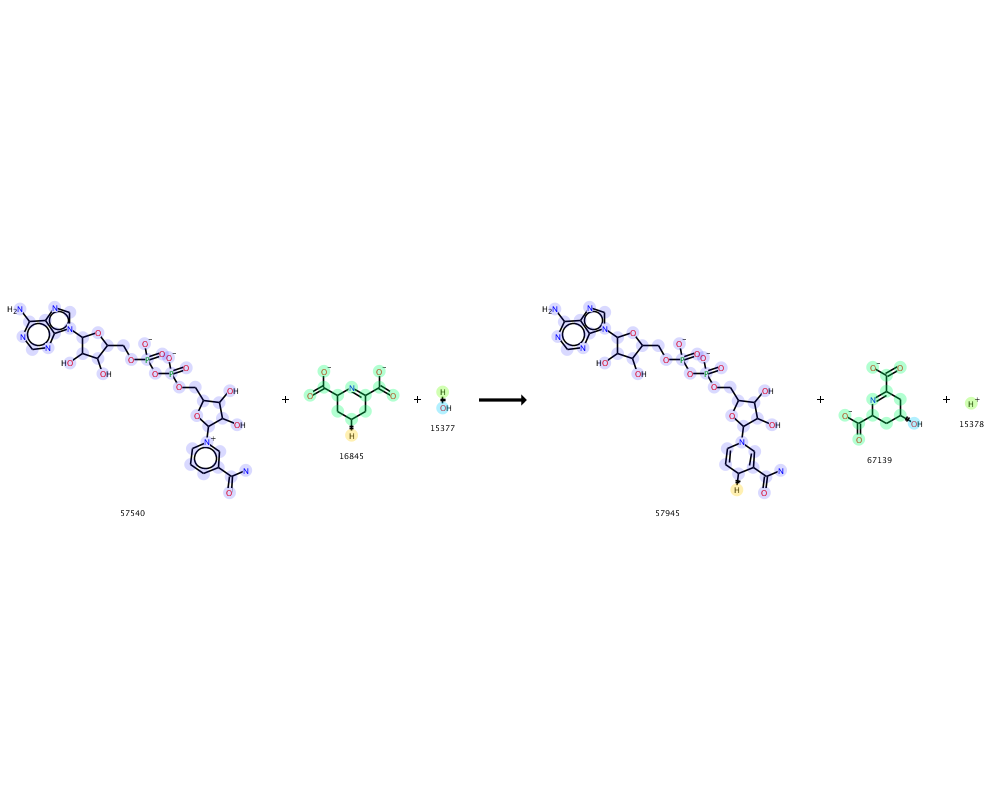 H2N N N N N O HO OH O O- P O O O- P O O O OH OH N+ N O
57540
+
O- O N O- O H
16845
+
H OH
15377
H2N N N N N O HO OH O O- P O O O- P O O O OH OH N N O H
57945
+
O- O N O- O OH
67139
+
H+
15378